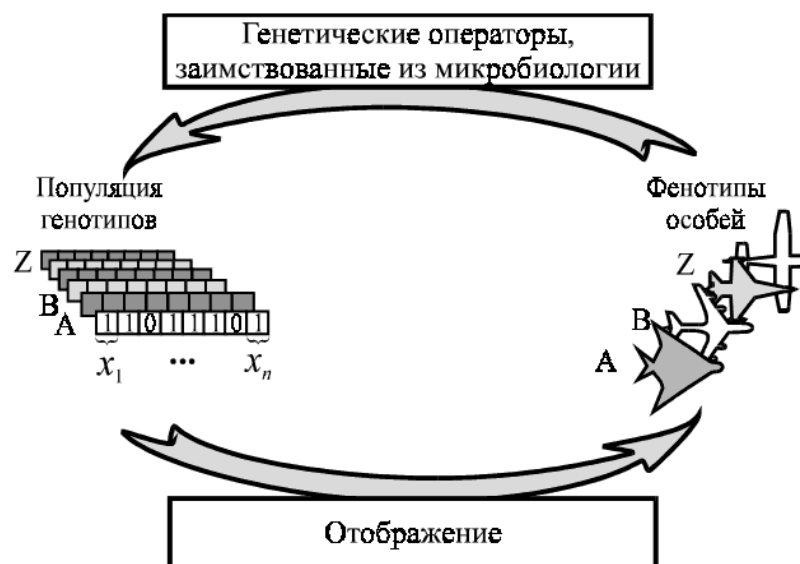 Генетические операторы,
заимствованные из микробиологии
Популяция
генотипов
Z
B
A
1 1 0 1 1 1 0 1
x1 ... xn
Фенотипы
особей
Z
B
A
Отображение